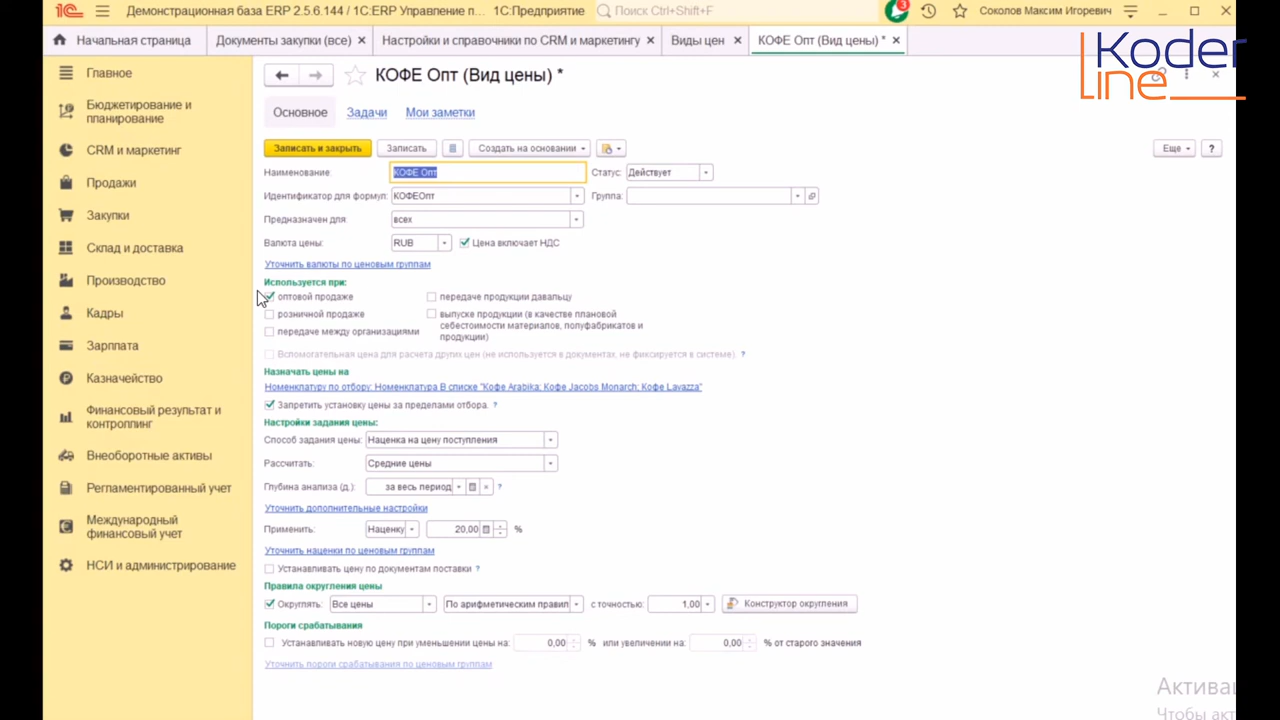 1С Демонстрационная база ERP 2.5.6.144 / 1С:ERP Управление п... 1С:Предприятие Поиск Ctrl+Shift+F 3 Соколов Максим Игоревич
Начальная страница Документы закупки (все) × Настройки и справочники по CRM и маркетингу × Виды цен × КОФЕ Опт (Вид цены) * ×
Koder
line
Главное
Бюджетирование и
планирование
CRM и маркетинг
Продажи
Закупки
Склад и доставка
Производство
Кадры
Зарплата
Казначейство
Финансовый результат и
контроллинг
Внеоборотные активы
Регламентированный учет
Международный
финансовый учет
НСИ и администрирование
КОФЕ Опт (Вид цены) *
Основное Задачи Мои заметки
Записать и закрыть Записать Создать на основании Еще ?
Наименование: КОФЕ Опт Статус: Действует
Идентификатор для формул: КОФЕОпт Группа:
Предназначен для: всех
Валюта цены: RUB Цена включает НДС
Уточнить валюты по ценовым группам
Используется при:
оптовой продаже передаче продукции давальцу
розничной продаже выпуске продукции (в качестве плановой
себестоимости материалов, полуфабрикатов и
продукции)
передаче между организациями
Вспомогательная цена для расчета других цен (не используется в документах, не фиксируется в системе). ?
Назначать цены на
Номенклатуру по отбору: Номенклатура В списке "Кофе Arabika; Кофе Jacobs Monarch; Кофе Lavazza"
Запретить установку цены за пределами отбора. ?
Настройки задания цены:
Способ задания цены: Наценка на цену поступления
Рассчитать: Средние цены
Глубина анализа (д.): за весь период × ?
Уточнить дополнительные настройки
Применить: Наценку 20,00 %
Уточнить наценки по ценовым группам
Устанавливать цену по документам поставки ?
Правила округления цены
Округлять: Все цены По арифметическим правил с точностью: 1,00 Конструктор округления
Пороги срабатывания
Устанавливать новую цену при уменьшении цены на: 0,00 % или увеличении на: 0,00 % от старого значения
Уточнить пороги срабатывания по ценовым группам
Активац
Чтобы акт